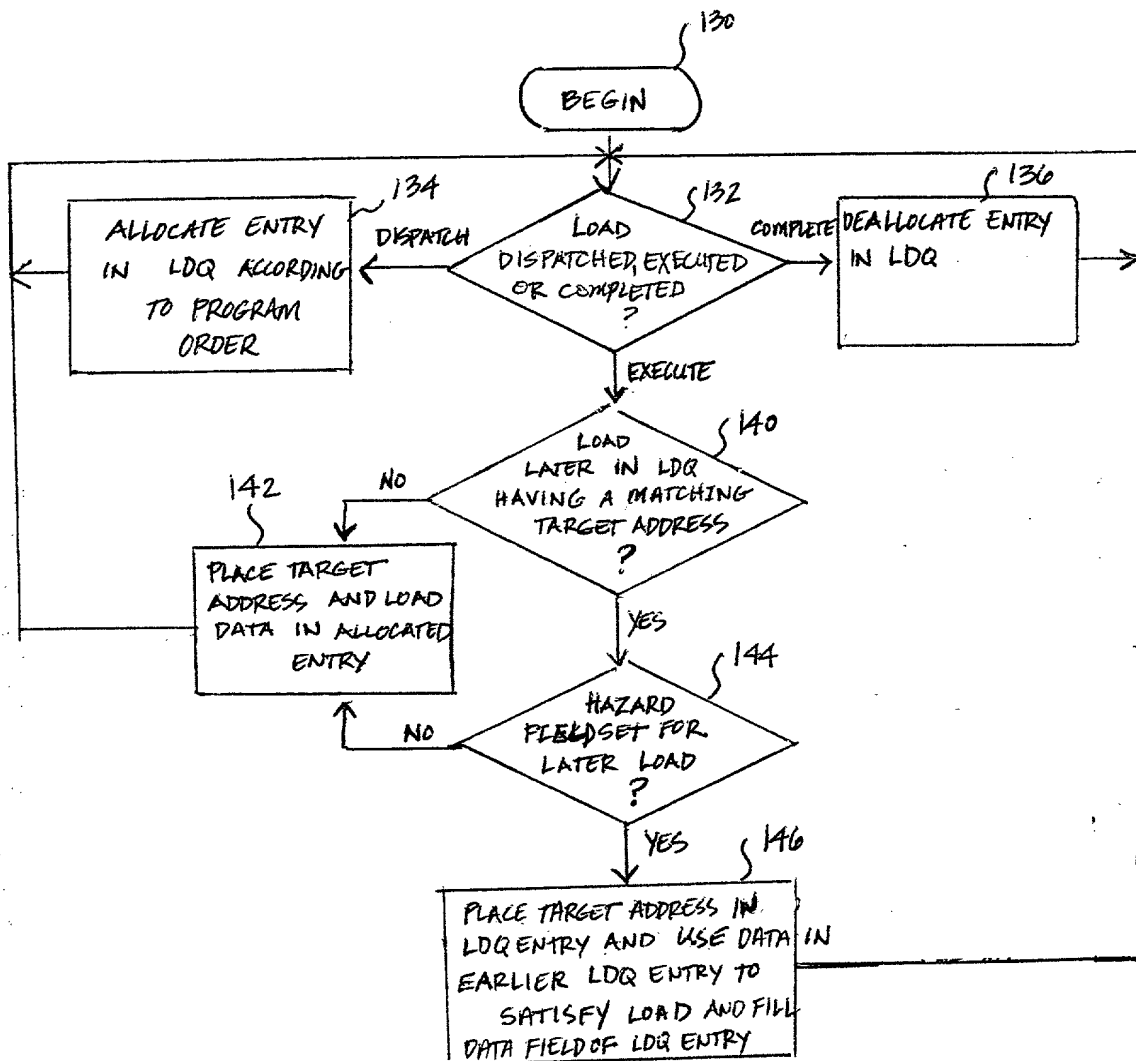 130
BEGIN
134
ALLOCATE ENTRY
IN LDQ ACCORDING
TO PROGRAM
ORDER
DISPATCH
132
LOAD
DISPATCHED, EXECUTED
OR COMPLETED
?
COMPLETE
136
DEALLOCATE ENTRY
IN LDQ
EXECUTE
140
LOAD
LATER IN LDQ
HAVING A MATCHING
TARGET ADDRESS
?
NO
142
PLACE TARGET
ADDRESS AND LOAD
DATA IN ALLOCATED
ENTRY
YES
144
HAZARD
FIELD SET FOR
LATER LOAD
?
NO
YES
146
PLACE TARGET ADDRESS IN
LDQ ENTRY AND USE DATA IN
EARLIER LDQ ENTRY TO
SATISFY LOAD AND FILL
DATA FIELD OF LDQ ENTRY